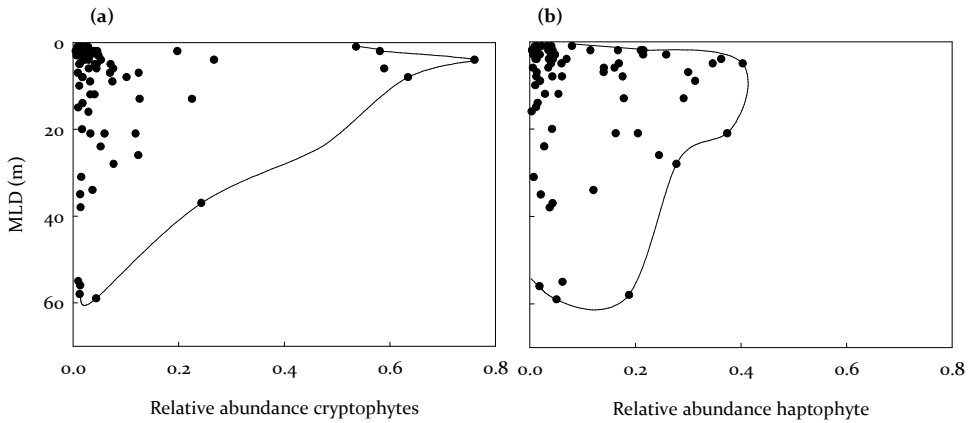 (a)
(b)
0
20
40
60
MLD (m)
0.0 0.2 0.4 0.6 0.8
0.0 0.2 0.4 0.6 0.8
Relative abundance cryptophytes
Relative abundance haptophyte